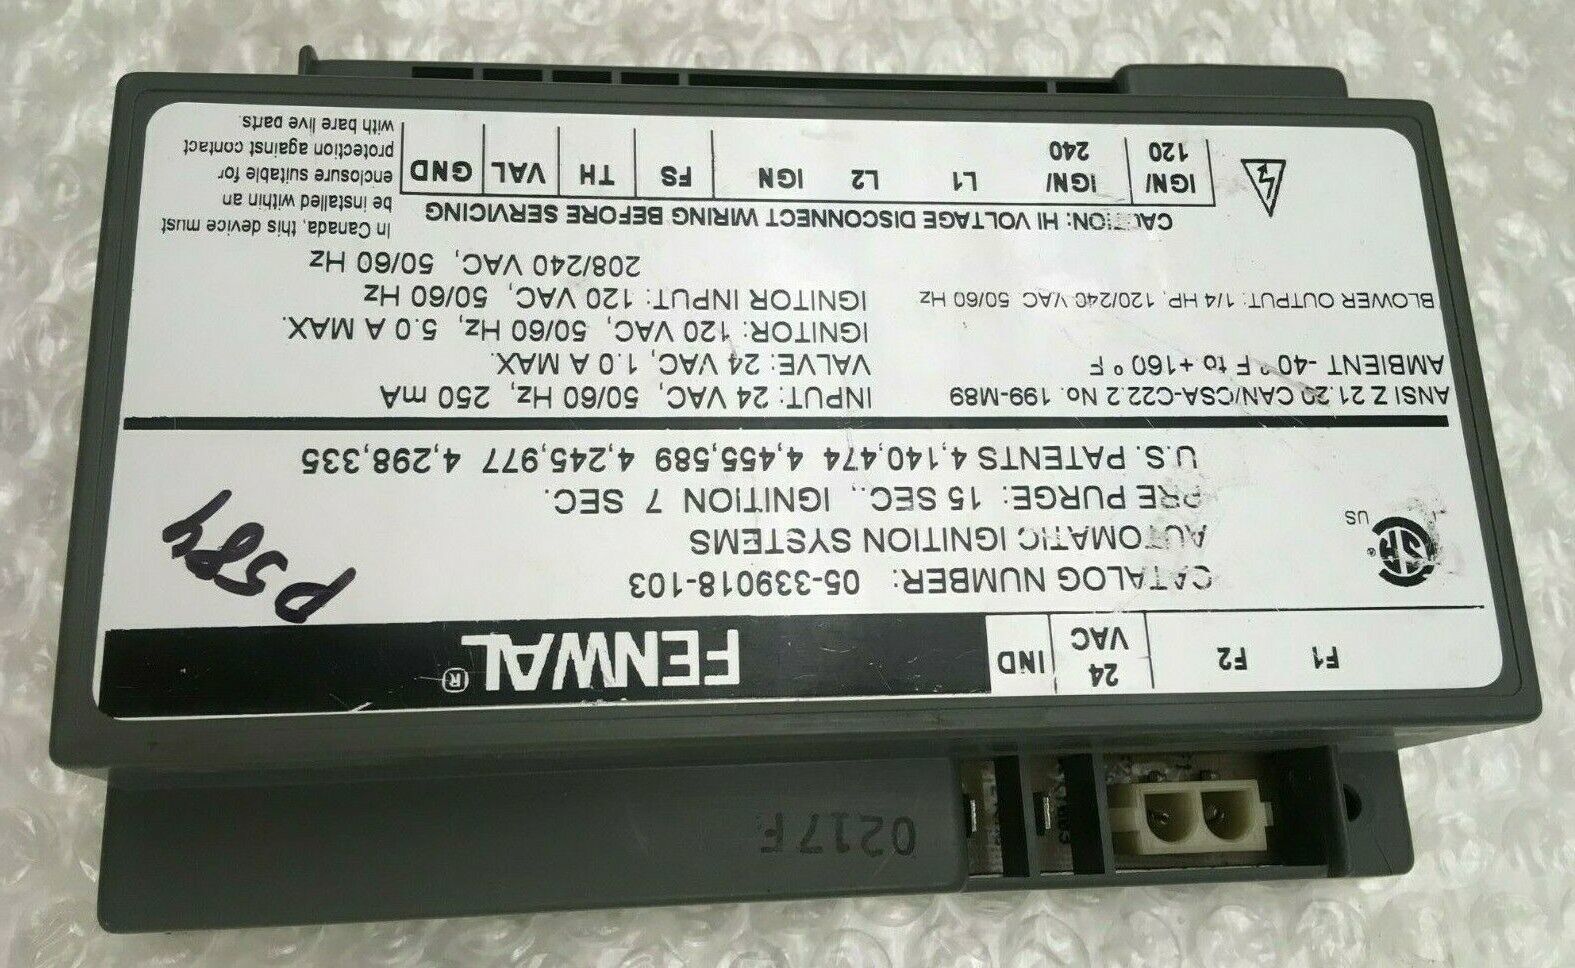 0217F
F1 F2 24 VAC IND FENWAL®
CATALOG NUMBER: 05-339018-103
AUTOMATIC IGNITION SYSTEMS
PRE PURGE: 15 SEC., IGNITION 7 SEC.
U.S. PATENTS 4,140,474 4,455,589 4,245,977 4,298,335
SA® US
P584
ANSI Z 21.20 CAN/CSA-C22.2 No. 199-M89
AMBIENT -40° F to +160° F
BLOWER OUTPUT: 1/4 HP, 120/240 VAC 50/60 Hz
INPUT: 24 VAC, 50/60 Hz, 250 mA
VALVE: 24 VAC, 1.0 A MAX.
IGNITOR: 120 VAC, 50/60 Hz, 5.0 A MAX.
IGNITOR INPUT: 120 VAC, 50/60 Hz
208/240 VAC, 50/60 Hz
CAUTION: HI VOLTAGE DISCONNECT WIRING BEFORE SERVICING
IGN/ IGN/ L1 L2 IGN FS TH VAL GND
120 240
In Canada, this device must
be installed within an
enclosure suitable for
protection against contact
with bare live parts.